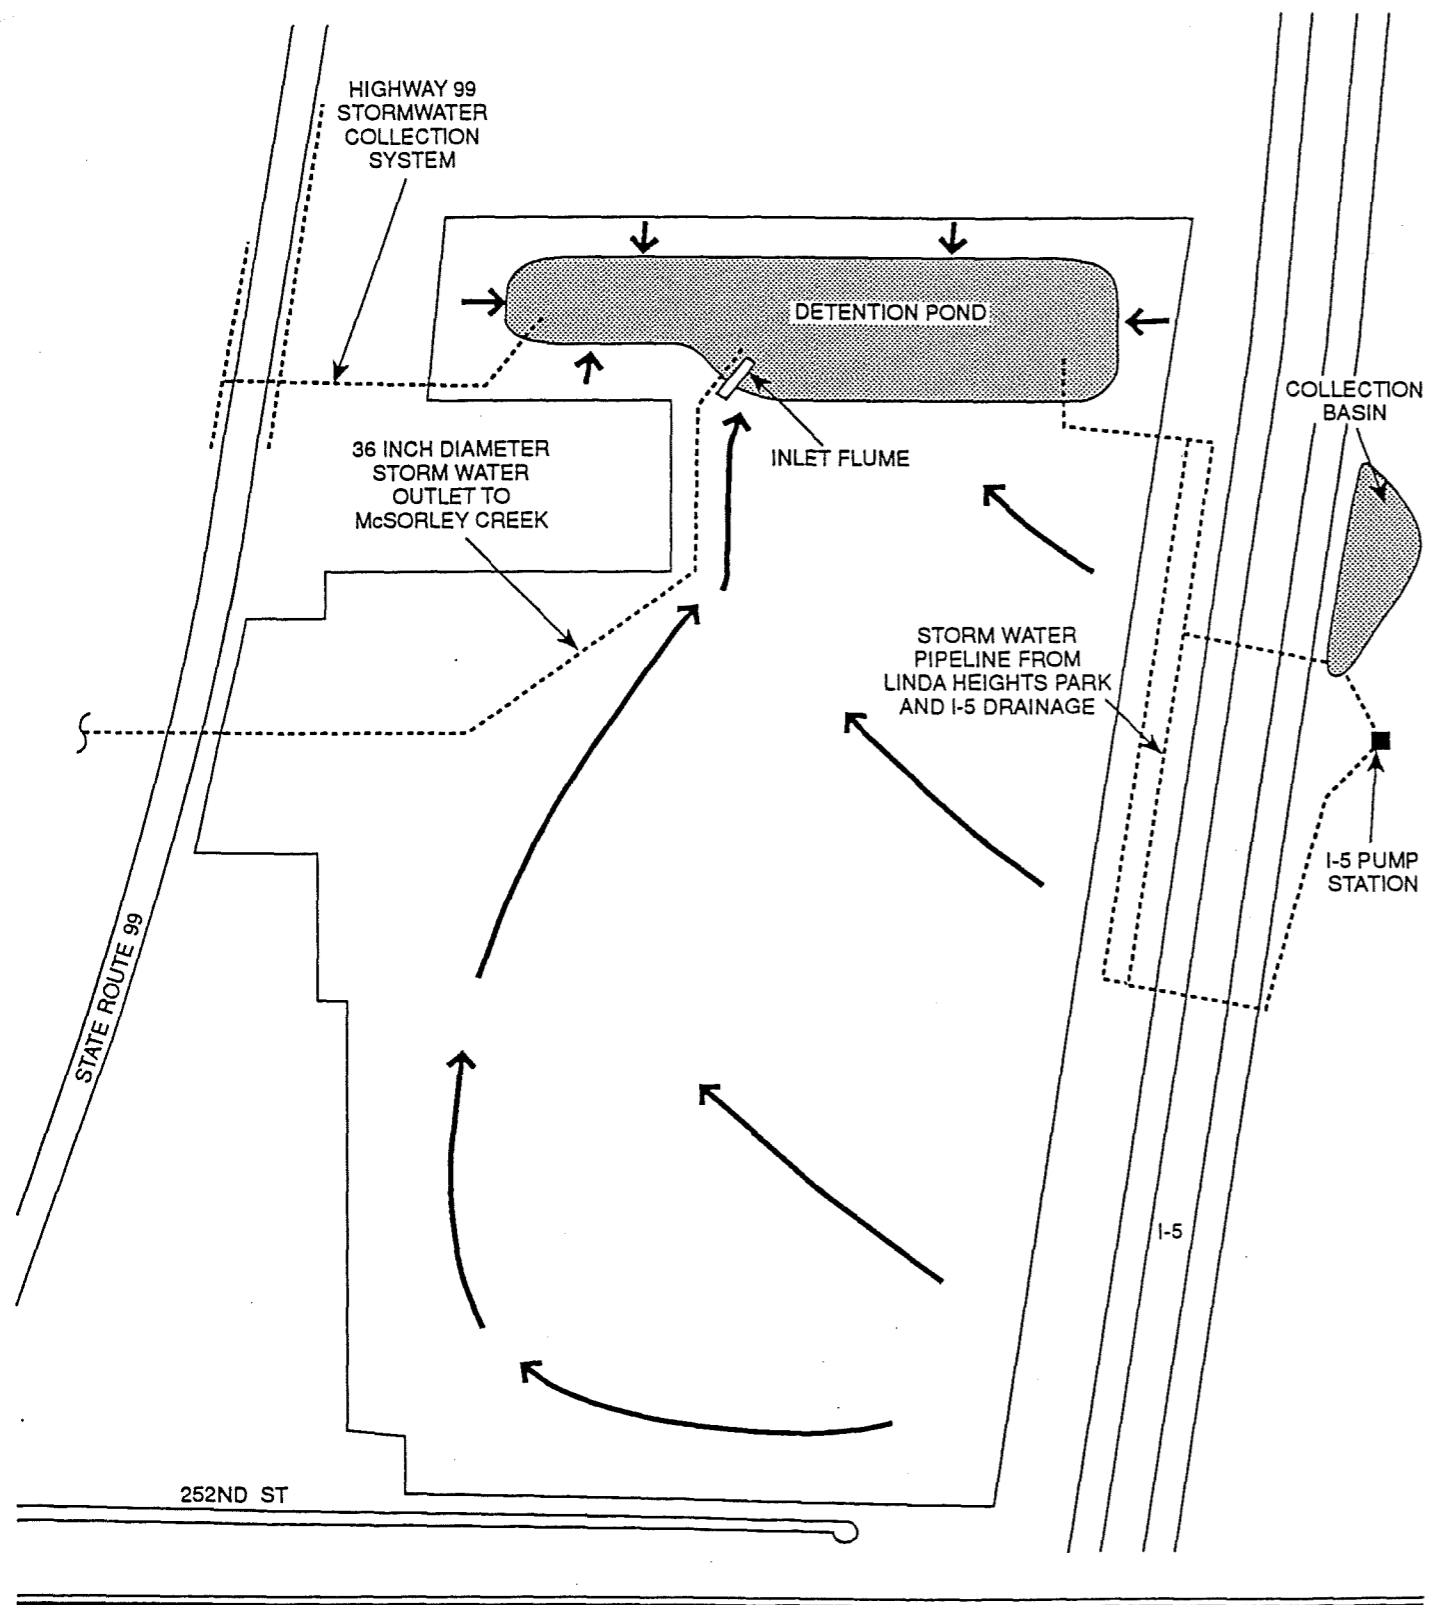 HIGHWAY 99
STORMWATER
COLLECTION
SYSTEM
DETENTION POND
COLLECTION
BASIN
INLET FLUME
36 INCH DIAMETER
STORM WATER
OUTLET TO
McSORLEY CREEK
STORM WATER
PIPELINE FROM
LINDA HEIGHTS PARK
AND I-5 DRAINAGE
I-5 PUMP
STATION
STATE ROUTE 99
I-5
252ND ST